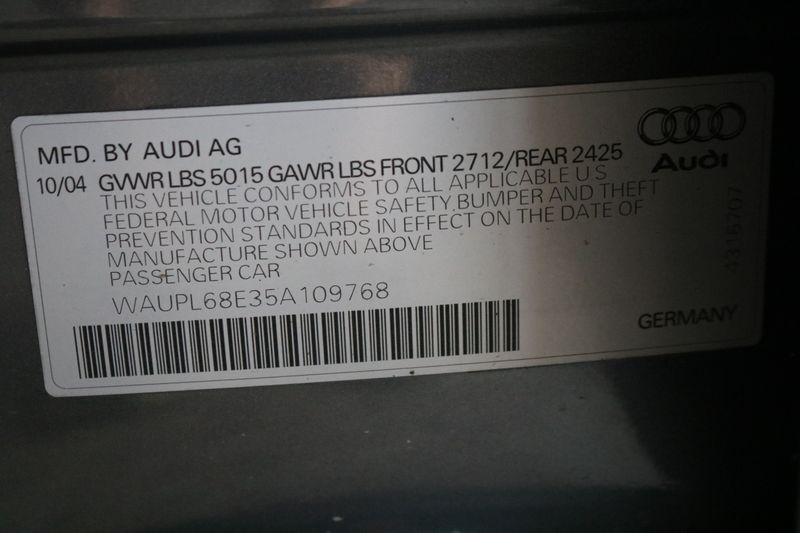 MFD. BY AUDI AG
10/04 GVWR LBS 5015 GAWR LBS FRONT 2712/REAR 2425
THIS VEHICLE CONFORMS TO ALL APPLICABLE U S
FEDERAL MOTOR VEHICLE SAFETY BUMPER AND THEFT
PREVENTION STANDARDS IN EFFECT ON THE DATE OF
MANUFACTURE SHOWN ABOVE
PASSENGER CAR
WAUPL68E35A109768
Audi
4315707
GERMANY